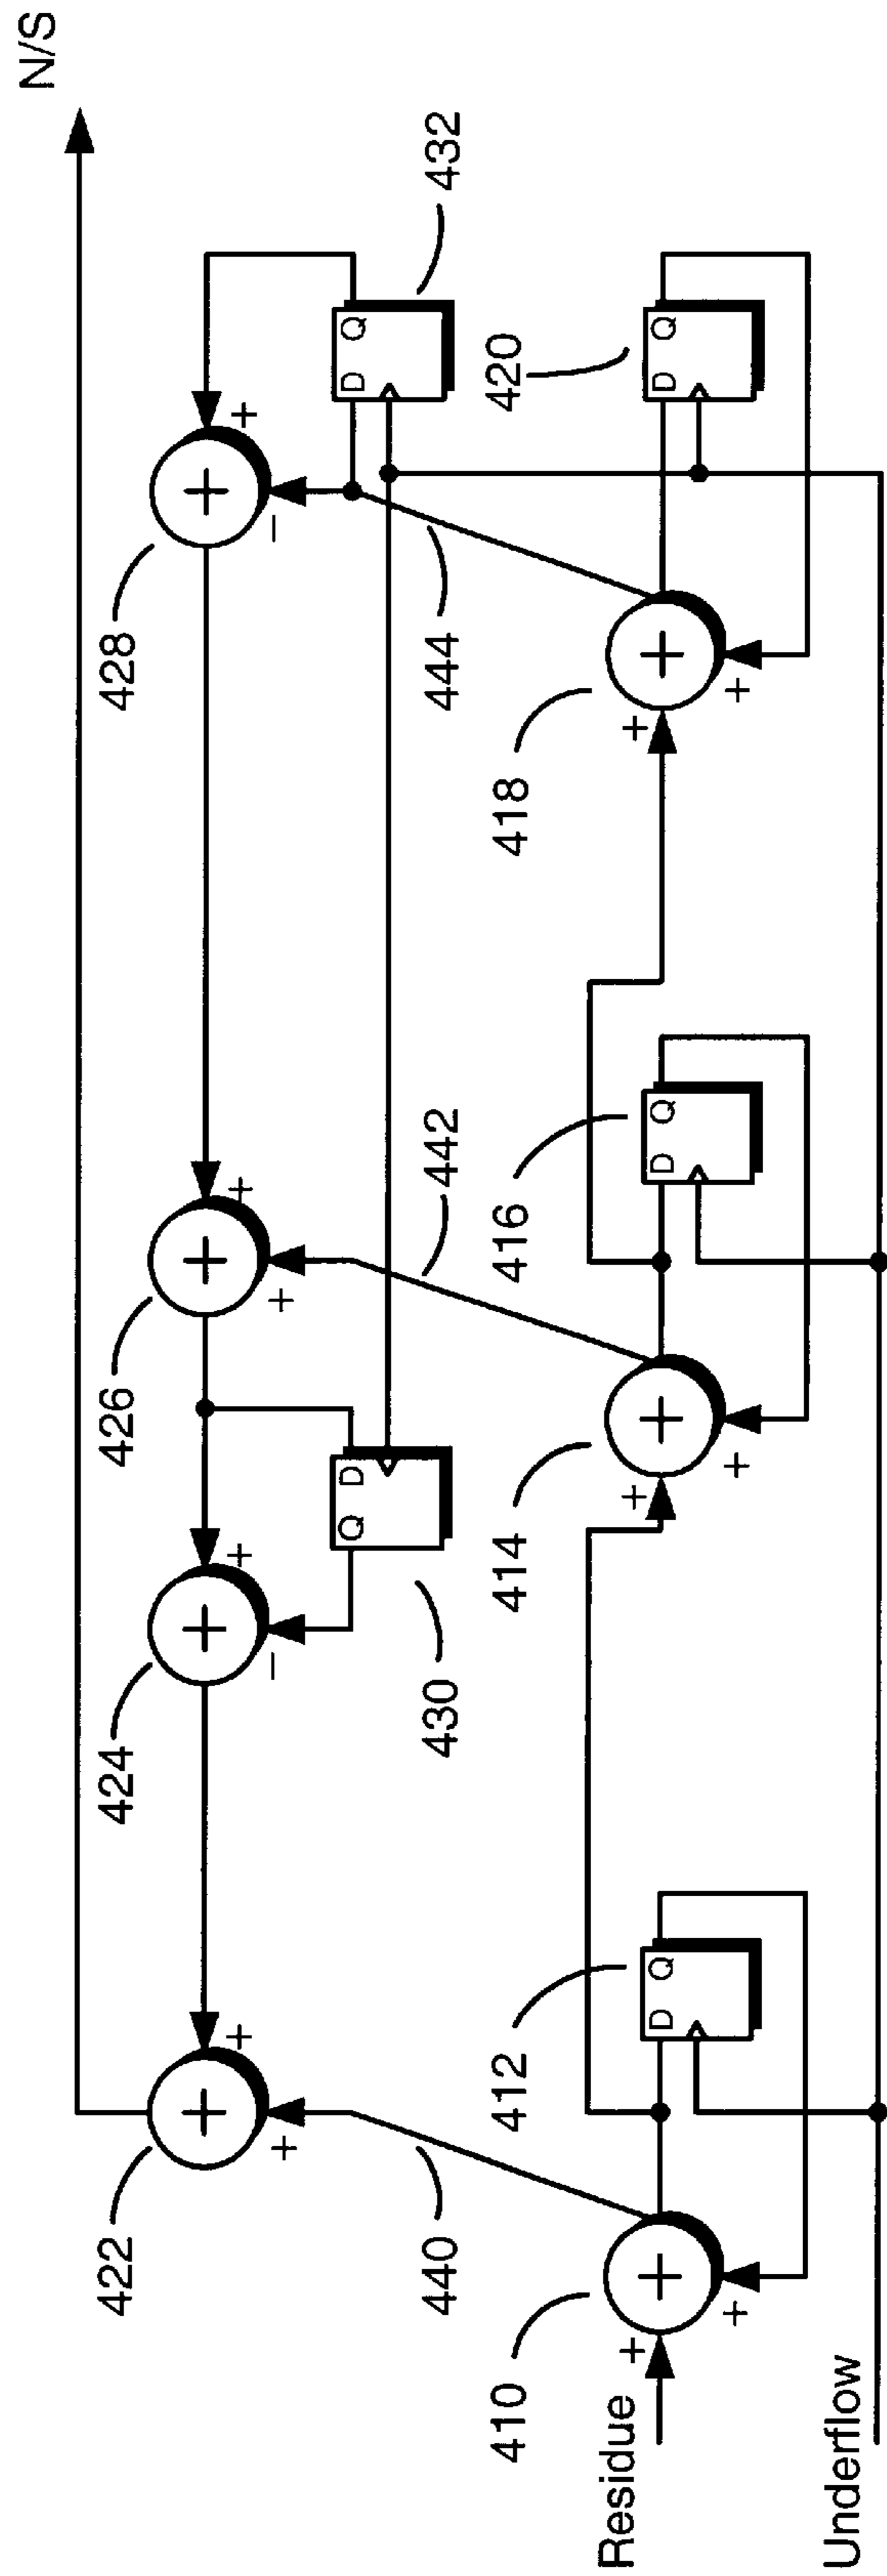 N/S
422
424
426
428
430
432
440
442
444
410
412
414
416
418
420
Residue
Underflow
+
+
+
+
+
+
+
−
+
+
+
+
−
D
Q
D
Q
+
+
+
D
Q
+
+
+
D
Q
+
+
+
D
Q